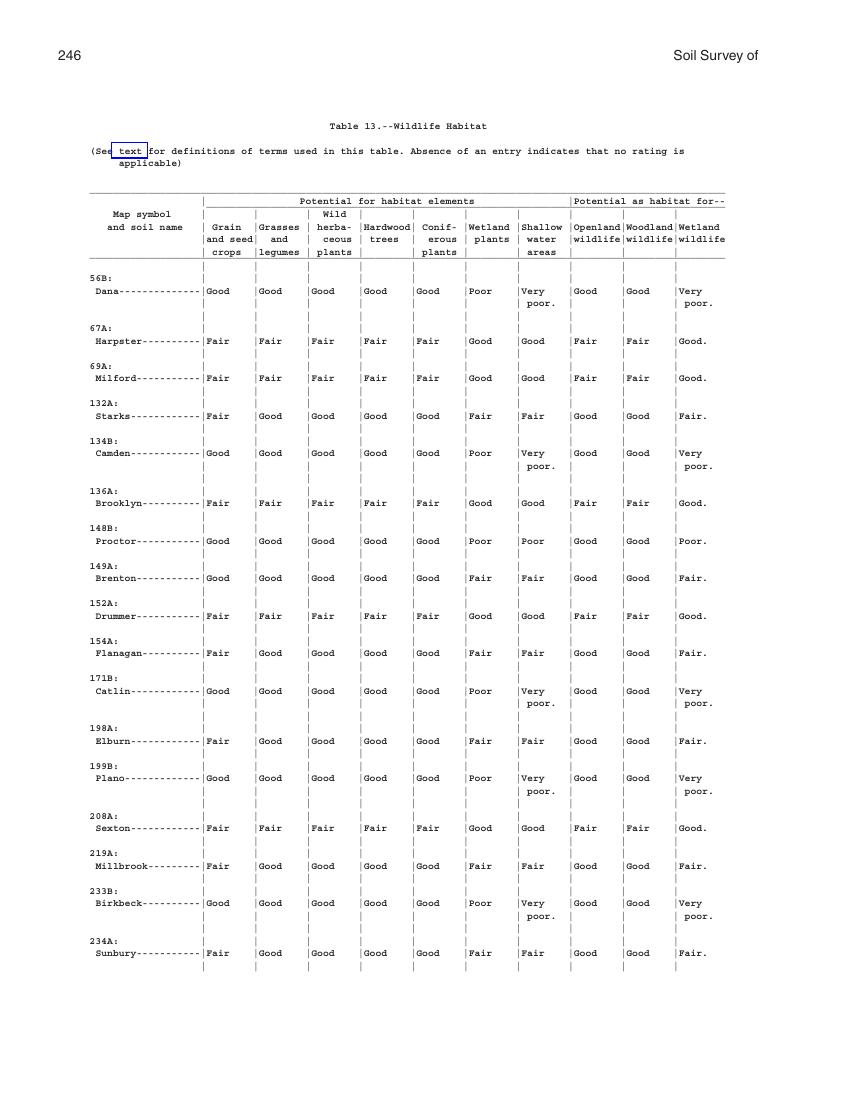 246 Soil Survey of
Table 13.--Wildlife Habitat
(See text for definitions of terms used in this table. Absence of an entry indicates that no rating is
applicable)
| Potential for habitat elements |Potential as habitat for--
Map symbol | | | Wild | | | | | | |
and soil name | Grain | Grasses | herba- |Hardwood| Conif- |Wetland |Shallow |Openland|Woodland|Wetland
|and seed| and | ceous | trees | erous | plants | water |wildlife|wildlife|wildlife
| crops |legumes | plants | | plants | | areas | | |
56B:
Dana--------------|Good |Good |Good |Good |Good |Poor |Very |Good |Good |Very
| | | | | | | poor. | | | poor.
67A:
Harpster----------|Fair |Fair |Fair |Fair |Fair |Good |Good |Fair |Fair |Good.
69A:
Milford-----------|Fair |Fair |Fair |Fair |Fair |Good |Good |Fair |Fair |Good.
132A:
Starks------------|Fair |Good |Good |Good |Good |Fair |Fair |Good |Good |Fair.
134B:
Camden------------|Good |Good |Good |Good |Good |Poor |Very |Good |Good |Very
| | | | | | | poor. | | | poor.
136A:
Brooklyn----------|Fair |Fair |Fair |Fair |Fair |Good |Good |Fair |Fair |Good.
148B:
Proctor-----------|Good |Good |Good |Good |Good |Poor |Poor |Good |Good |Poor.
149A:
Brenton-----------|Good |Good |Good |Good |Good |Fair |Fair |Good |Good |Fair.
152A:
Drummer-----------|Fair |Fair |Fair |Fair |Fair |Good |Good |Fair |Fair |Good.
154A:
Flanagan----------|Fair |Good |Good |Good |Good |Fair |Fair |Good |Good |Fair.
171B:
Catlin------------|Good |Good |Good |Good |Good |Poor |Very |Good |Good |Very
| | | | | | | poor. | | | poor.
198A:
Elburn------------|Fair |Good |Good |Good |Good |Fair |Fair |Good |Good |Fair.
199B:
Plano-------------|Good |Good |Good |Good |Good |Poor |Very |Good |Good |Very
| | | | | | | poor. | | | poor.
208A:
Sexton------------|Fair |Fair |Fair |Fair |Fair |Good |Good |Fair |Fair |Good.
219A:
Millbrook---------|Fair |Good |Good |Good |Good |Fair |Fair |Good |Good |Fair.
233B:
Birkbeck----------|Good |Good |Good |Good |Good |Poor |Very |Good |Good |Very
| | | | | | | poor. | | | poor.
234A:
Sunbury-----------|Fair |Good |Good |Good |Good |Fair |Fair |Good |Good |Fair.